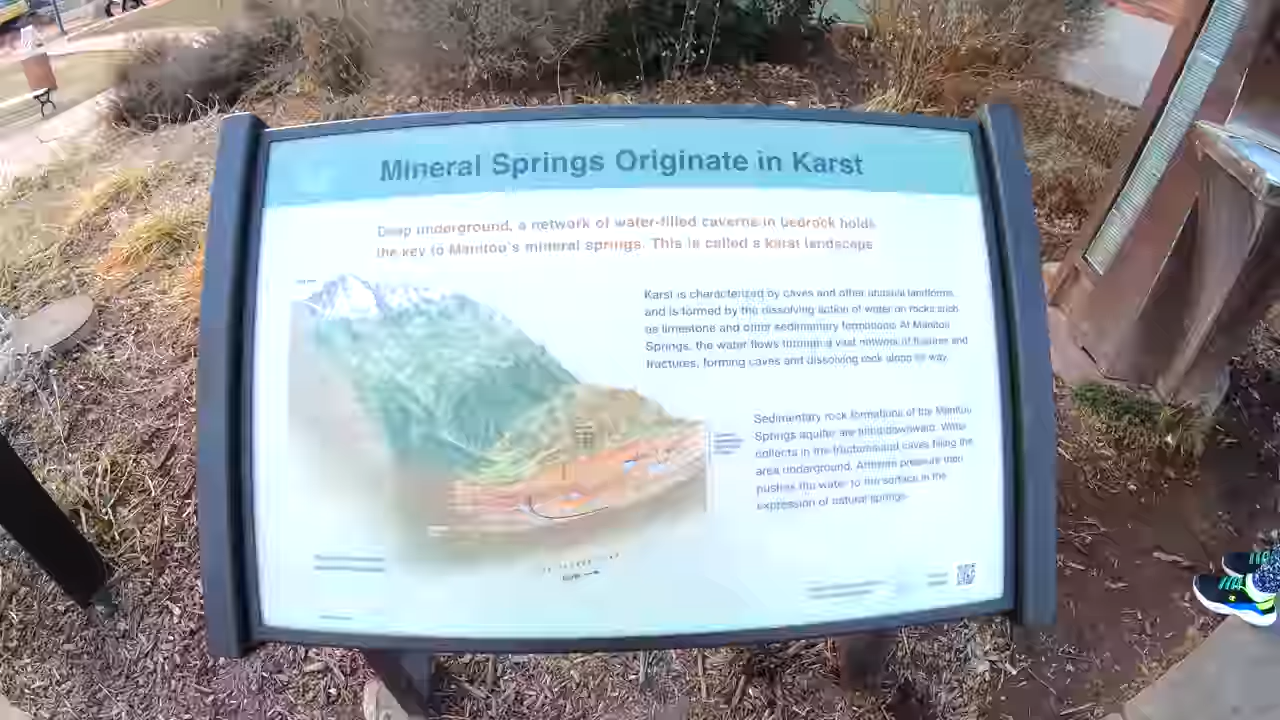 Mineral Springs Originate in Karst
Deep underground, a network of water-filled caverns in bedrock holds
the key to Manitou's mineral springs. This is called a karst landscape
Karst is characterized by caves and other unusual landforms,
and is formed by the dissolving action of water on rocks such
as limestone and other sedimentary formations. At Manitou
Springs, the water flows through a vast network of fissures and
fractures, forming caves and dissolving rock along its way.
Sedimentary rock formations of the Manitou
Springs aquifer are tilted downward. Water
collects in the fractures and caves filling the
area underground. Artesian pressure then
pushes the water to the surface in the
expression of natural springs.